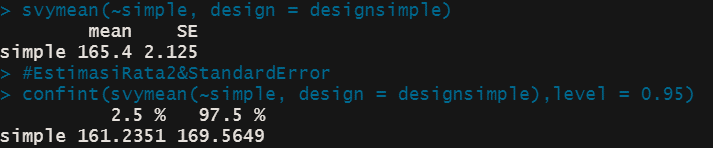 > svymean(~simple, design = designsimple)
mean SE
simple 165.4 2.125
> #EstimasiRata2&StandardError
> confint(svymean(~simple, design = designsimple),level = 0.95)
2.5 % 97.5 %
simple 161.2351 169.5649